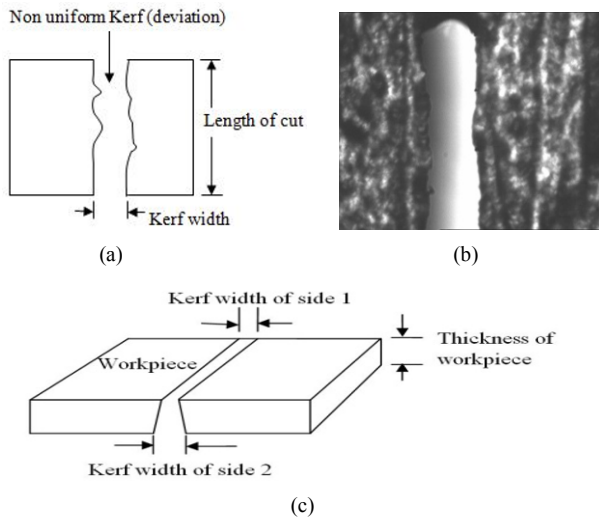 Non uniform Kerf (deviation)
Length of cut
Kerf width
(a)
(b)
Kerf width of side 1
Workpiece
Thickness of
workpiece
Kerf width of side 2
(c)